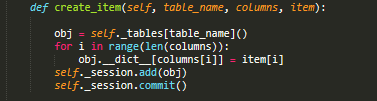 def create_item(self, table_name, columns, item):
obj = self._tables[table_name]()
for i in range(len(columns)):
obj.__dict__[columns[i]] = item[i]
self._session.add(obj)
self._session.commit()